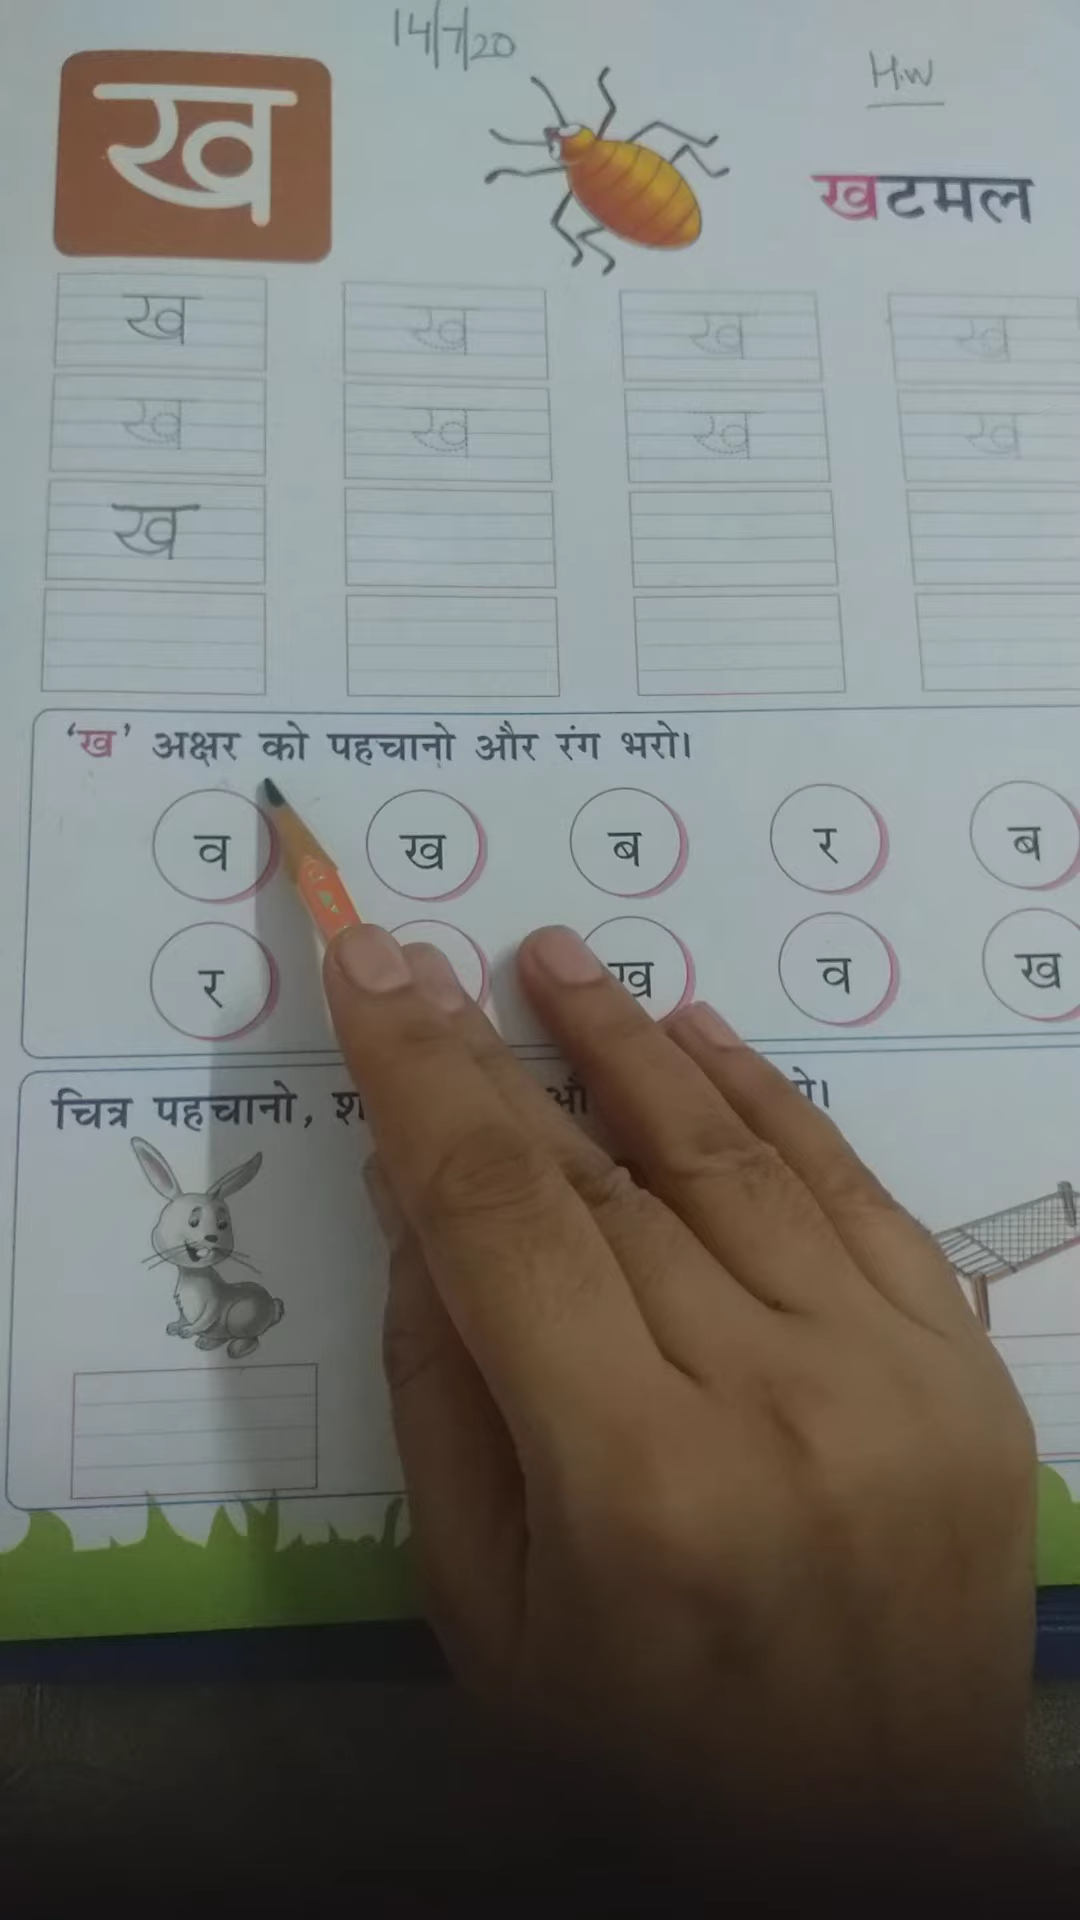 14/7/20
H.W
ख
खटमल
ख ख ख ख
ख ख ख ख
ख
‘ख’ अक्षर को पहचानो और रंग भरो।
व ख ब र ब
र ख व ख
चित्र पहचानो,